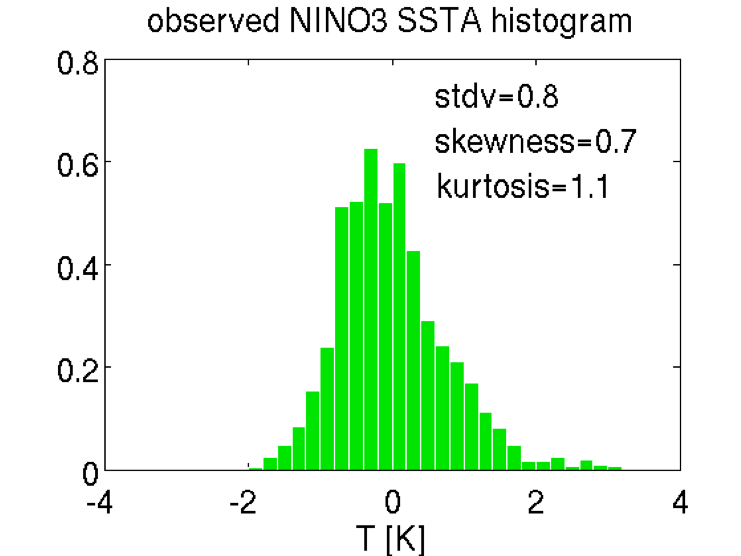 observed NINO3 SSTA histogram
0.8
stdv=0.8
skewness=0.7
0.6
kurtosis=1.1
0.4
0.2
0
-4 -2 0 2 4
T [K]